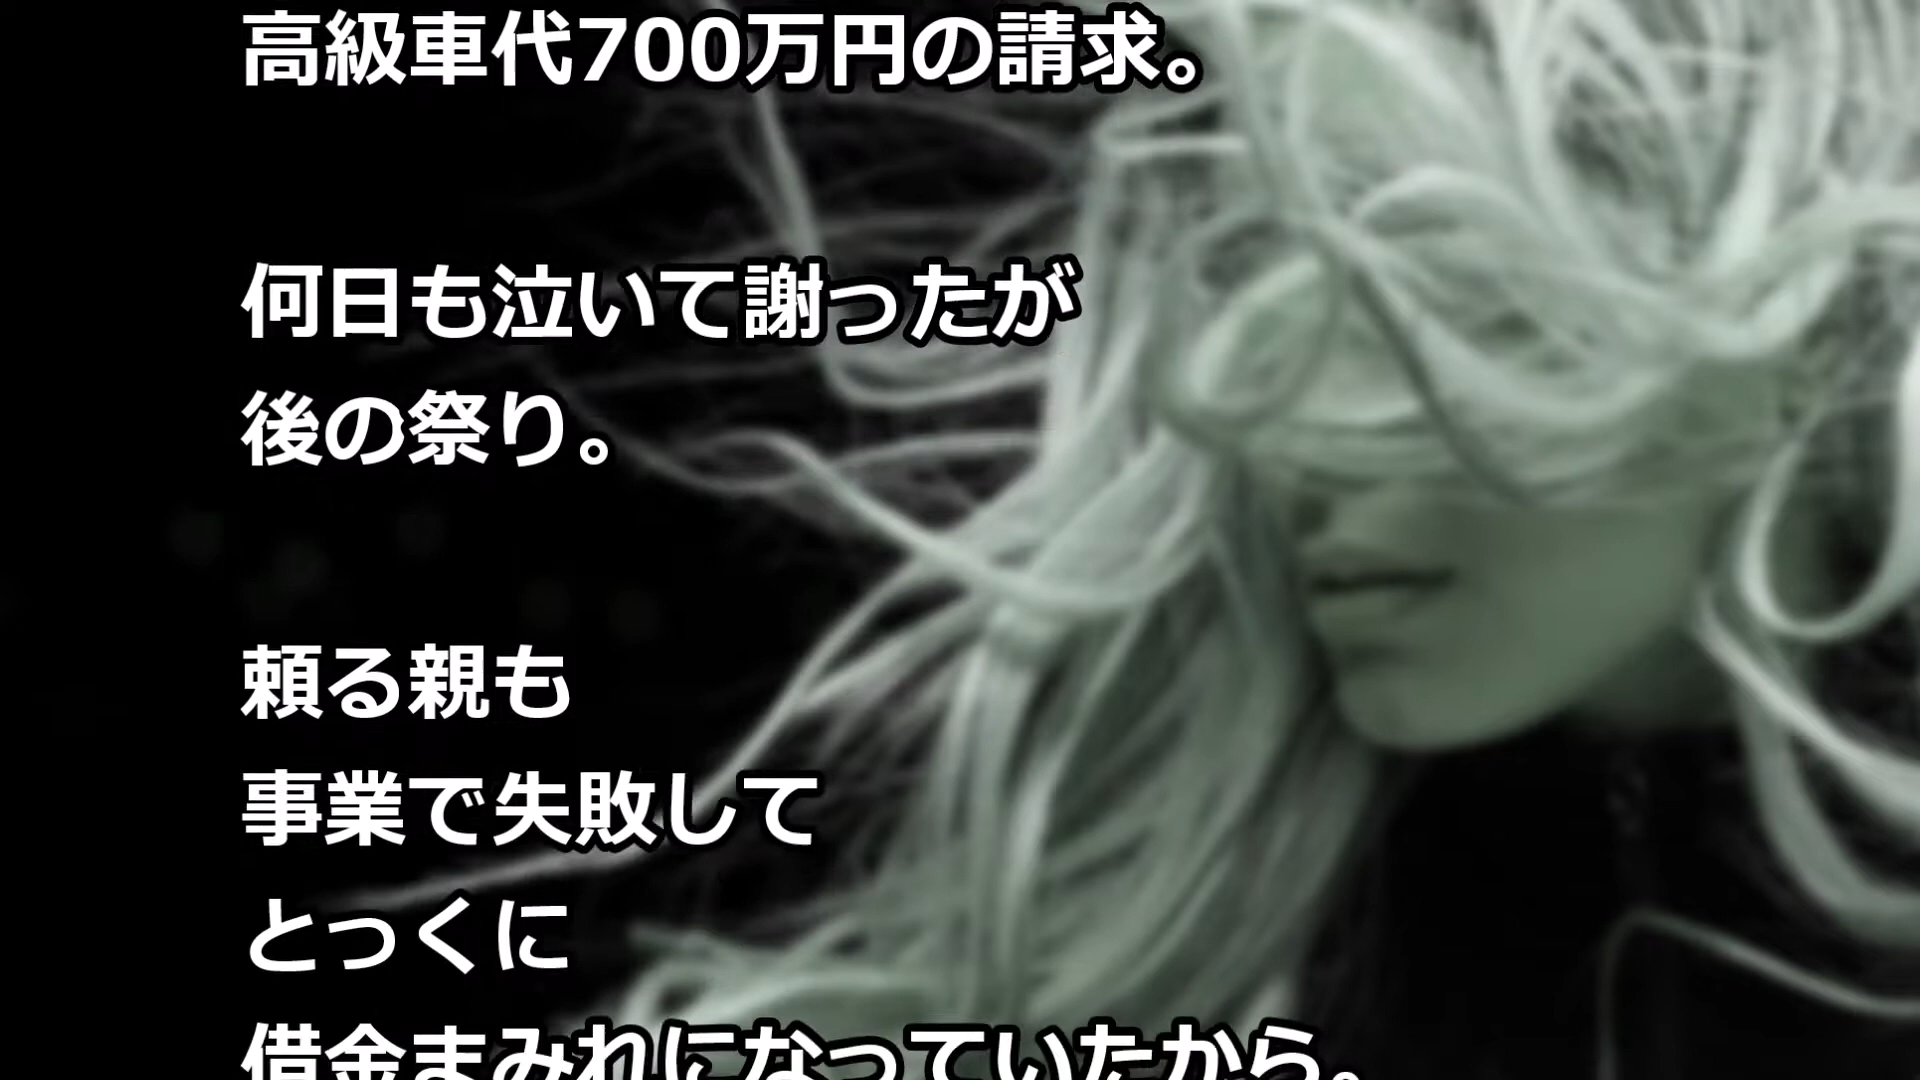 高級車代700万円の請求。
何日も泣いて謝ったが
後の祭り。
頼る親も
事業で失敗して
とっくに
借金まみれになっていたから。